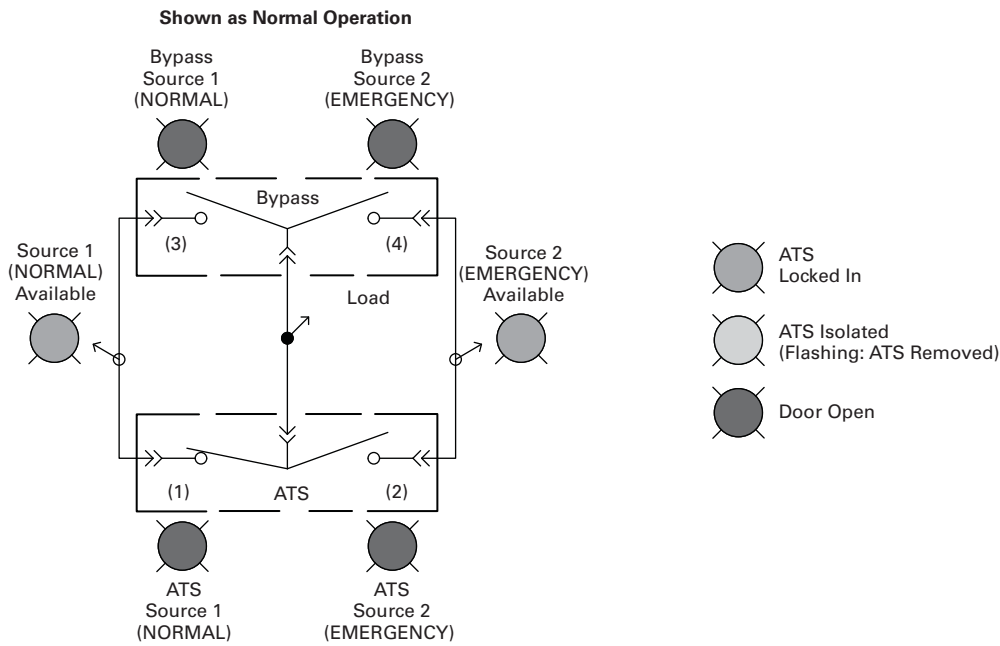 Shown as Normal Operation
Bypass
Source 1
(NORMAL)
Bypass
Source 2
(EMERGENCY)
Bypass
(3)
(4)
Source 1
(NORMAL)
Available
Source 2
(EMERGENCY)
Available
Load
(1)
ATS
(2)
ATS
Source 1
(NORMAL)
ATS
Source 2
(EMERGENCY)
ATS
Locked In
ATS Isolated
(Flashing: ATS Removed)
Door Open